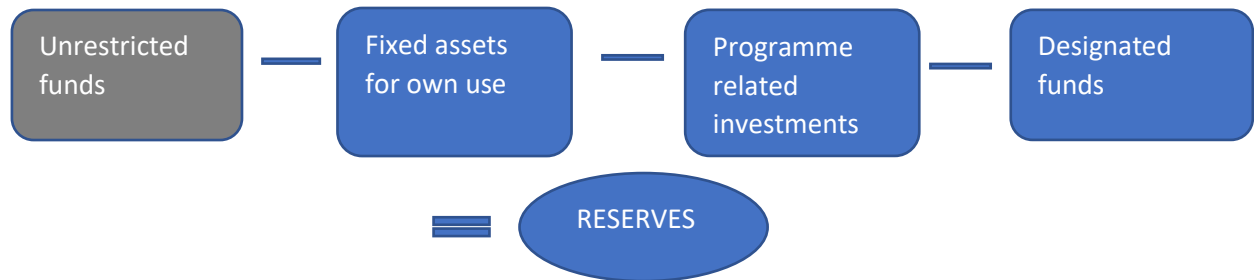 Unrestricted
funds
Fixed assets
for own use
Programme
related
investments
Designated
funds
RESERVES